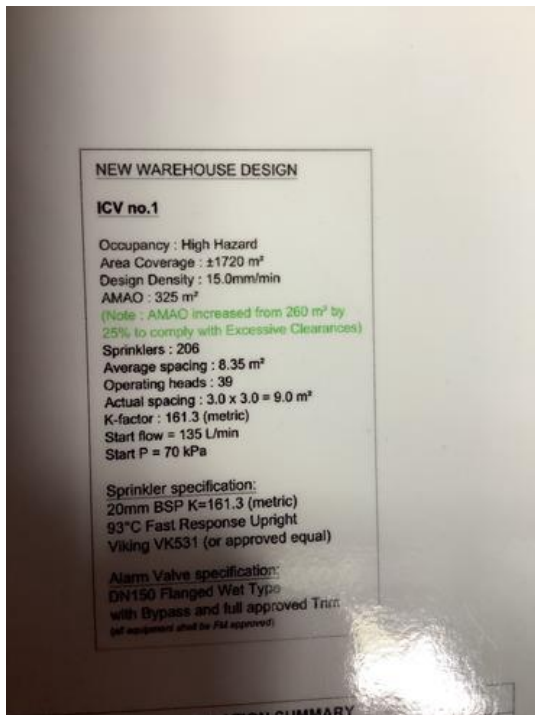 NEW WAREHOUSE DESIGN
ICV no.1
Occupancy : High Hazard
Area Coverage : ±1720 m²
Design Density : 15.0mm/min
AMAO : 325 m²
(Note : AMAO increased from 260 m² by
25% to comply with Excessive Clearances)
Sprinklers : 206
Average spacing : 8.35 m²
Operating heads : 39
Actual spacing : 3.0 x 3.0 = 9.0 m²
K-factor : 161.3 (metric)
Start flow = 135 L/min
Start P = 70 kPa
Sprinkler specification:
20mm BSP K=161.3 (metric)
93°C Fast Response Upright
Viking VK531 (or approved equal)
Alarm Valve specification:
DN150 Flanged Wet Type
with Bypass and full approved Trim
(all equipment shall be FM approved)
SUMMARY